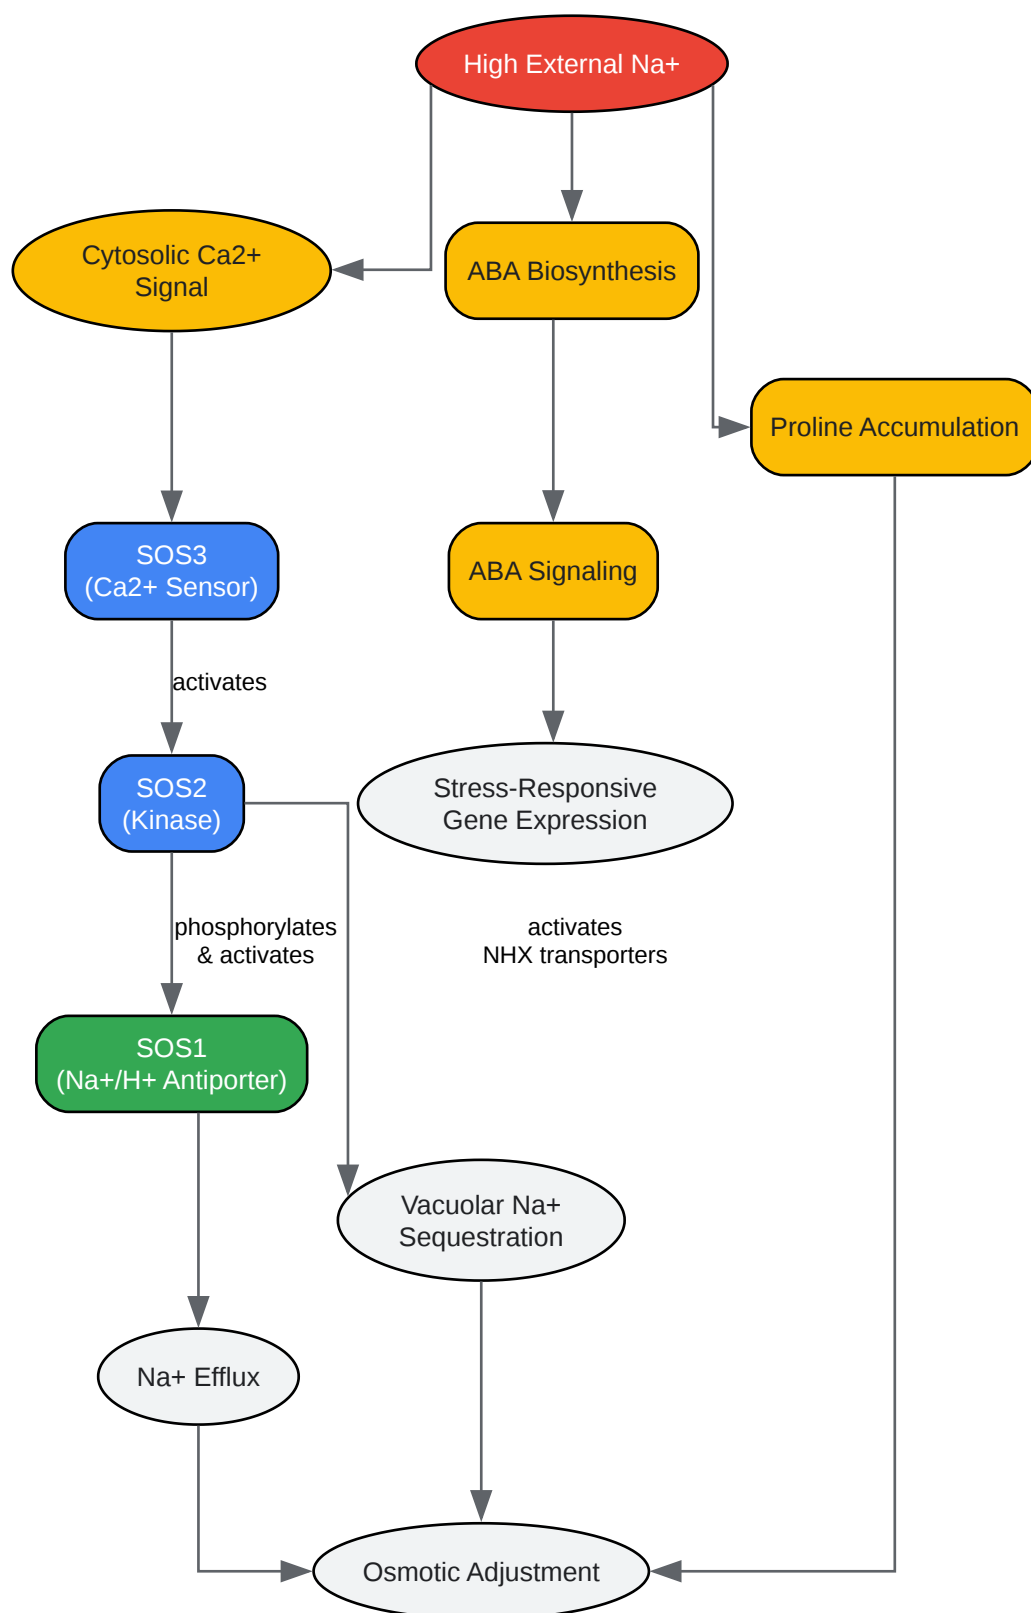 High External Na+
Cytosolic Ca2+
Signal
ABA Biosynthesis
Proline Accumulation
SOS3
(Ca2+ Sensor)
ABA Signaling
activates
SOS2
(Kinase)
Stress-Responsive
Gene Expression
phosphorylates
& activates
activates
NHX transporters
SOS1
(Na+/H+ Antiporter)
Vacuolar Na+
Sequestration
Na+ Efflux
Osmotic Adjustment